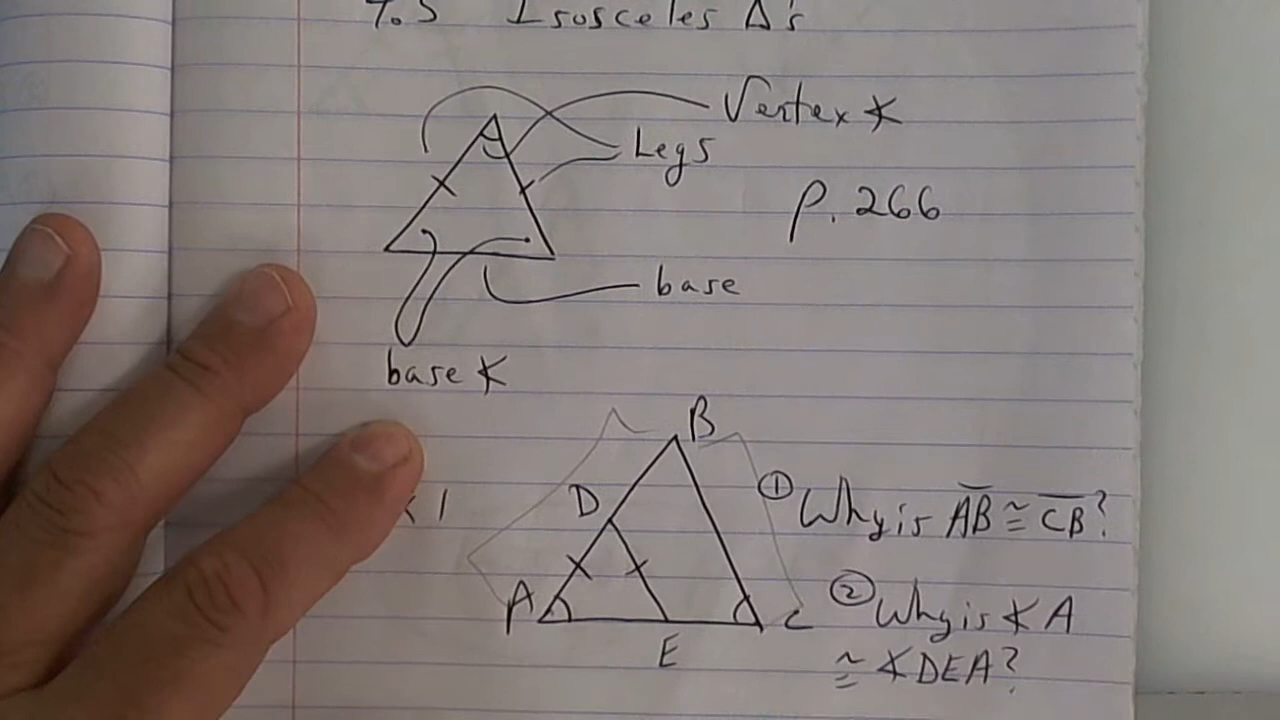 4.5 Isosceles Δ's
Vertex ∡
Legs
p. 266
base
base ∡
B
D
A
E
C
① Why is AB ≅ CB?
② Why is ∡ A
≅ ∡DEA?